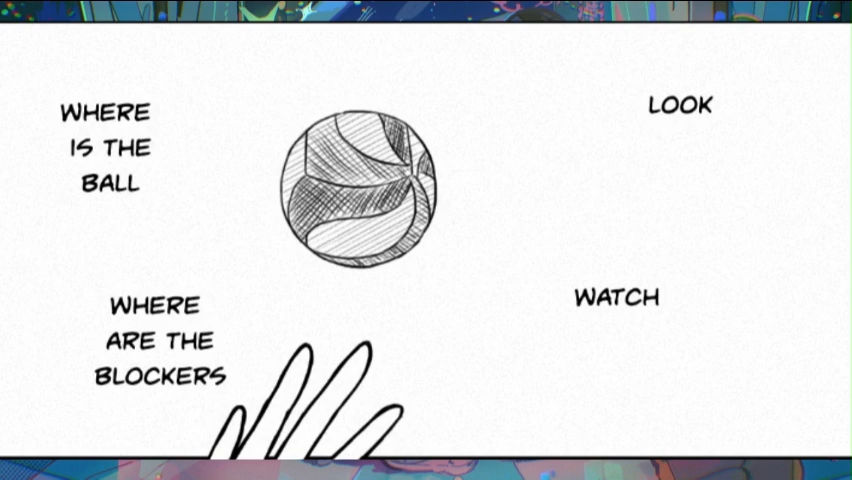 WHERE
IS THE
BALL
LOOK
WHERE
ARE THE
BLOCKERS
WATCH